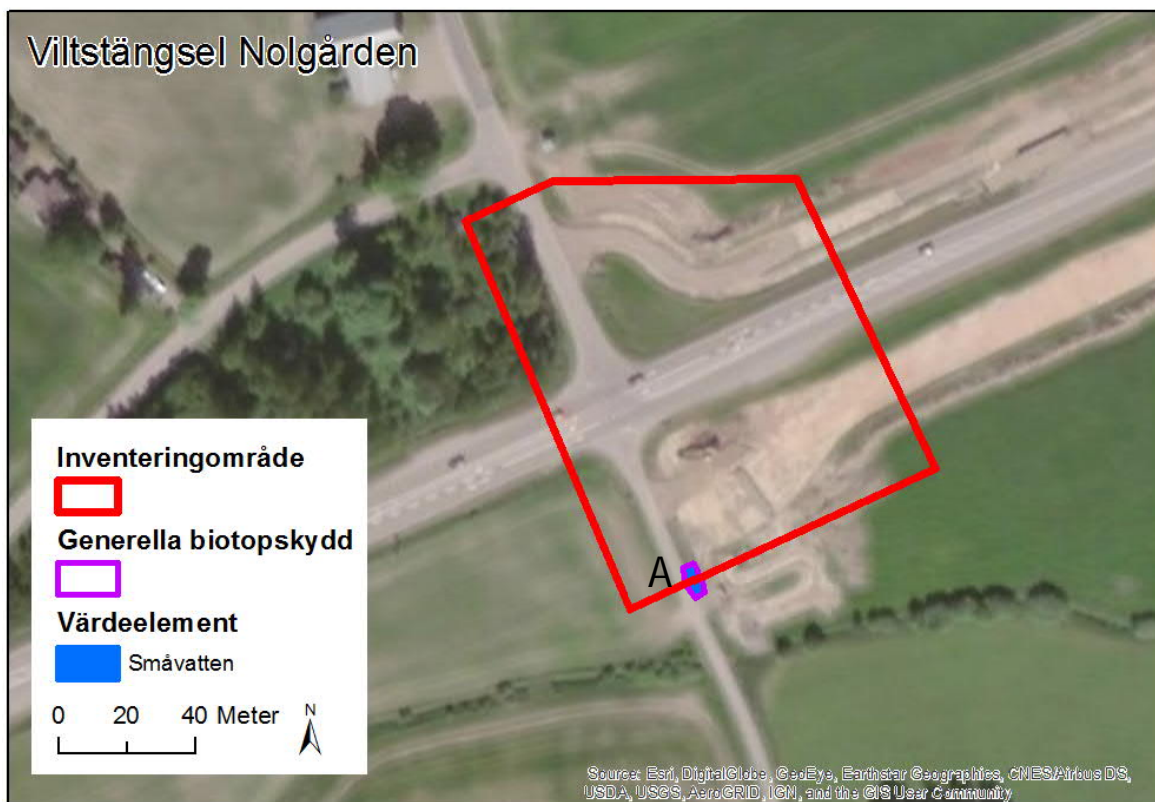 Viltstängsel Nolgården
A
Inventeringområde
Generella biotopskydd
Värdeelement
Småvatten
0 20 40 Meter N
Source: Esri, DigitalGlobe, GeoEye, Earthstar Geographics, CNES/Airbus DS,
USDA, USGS, AeroGRID, IGN, and the GIS User Community